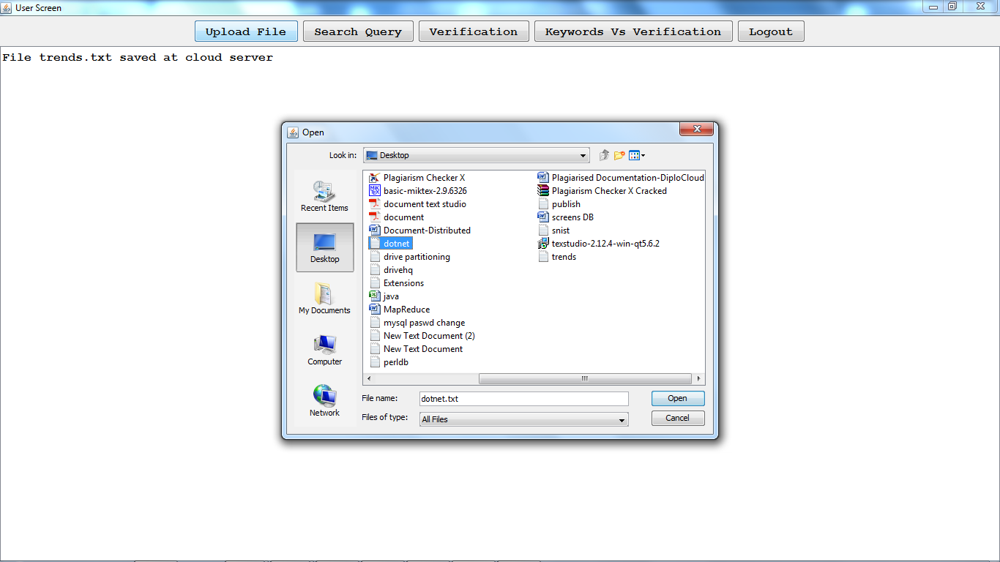 User Screen
Upload File Search Query Verification Keywords Vs Verification Logout
File trends.txt saved at cloud server
Open
Look in: Desktop
Recent Items
Desktop
My Documents
Computer
Network
Plagiarism Checker X
basic-miktex-2.9.6326
document text studio
document
Document-Distributed
dotnet
drive partitioning
drivehq
Extensions
java
MapReduce
mysql paswd change
New Text Document (2)
New Text Document
perldb
Plagiarised Documentation-DiploCloud
Plagiarism Checker X Cracked
publish
screens DB
snist
texstudio-2.12.4-win-qt5.6.2
trends
File name: dotnet.txt Open
Files of type: All Files Cancel